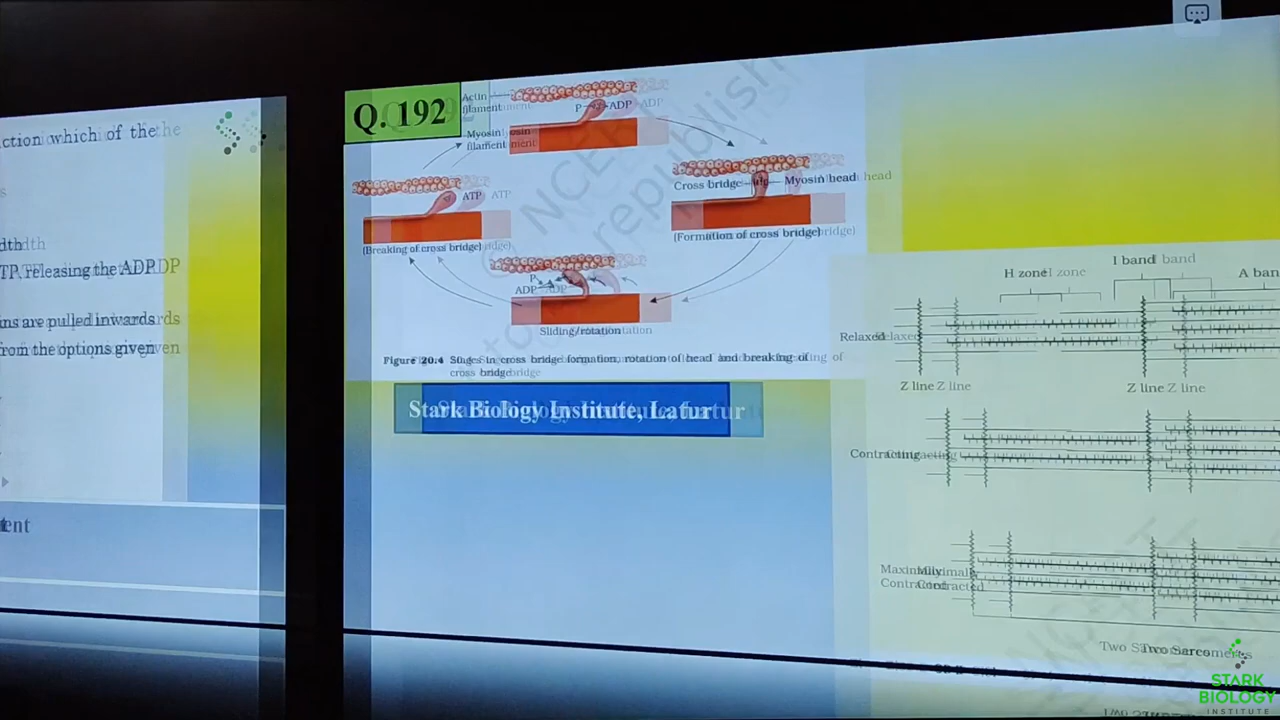 ction which of the
dth
TP, releasing the ADP
ns are pulled inwards
from the options given
ent
Q. 192
Actin
filament
P
ADP
Myosin
filament
Cross bridge
Myosin head
ATP
(Breaking of cross bridge)
(Formation of cross bridge)
P
ADP
Sliding/rotation
Figure 20.4 Stages in cross bridge formation, rotation of head and breaking of
cross bridge
Stark Biology Institute, Latur
H zone
I band
A ban
Relaxed
Z line
Z line
Contracting
Maximally
Contracted
Two Sarcomeres
STARK
BIOLOGY
INSTITUTE